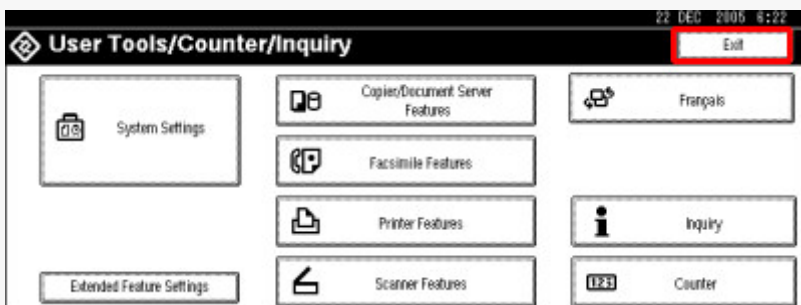 22 DEC 2005 6:22
User Tools/Counter/Inquiry
Exit
System Settings
Copier/Document Server
Features
Français
Facsimile Features
Printer Features
Inquiry
Extended Feature Settings
Scanner Features
123
Counter